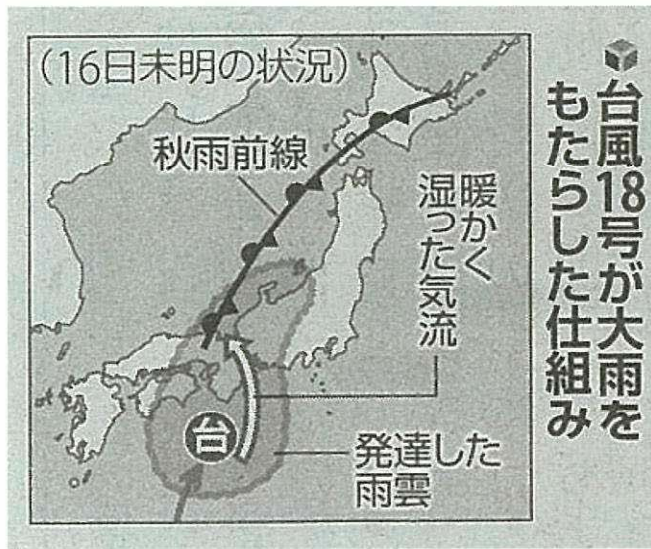 台風18号が大雨を
もたらした仕組み
（16日未明の状況）
秋雨前線
暖かく
湿った気流
台
発達した
雨雲